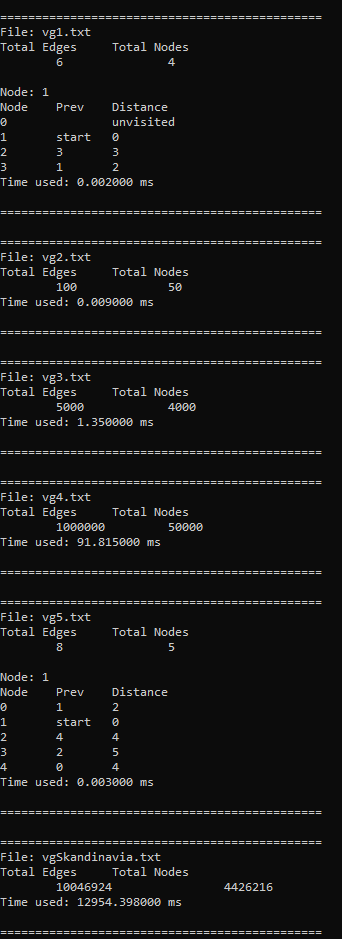 ==============================================
File: vg1.txt
Total Edges     Total Nodes
        6               4

Node: 1
Node    Prev    Distance
0               unvisited
1       start   0
2       3       3
3       1       2
Time used: 0.002000 ms

==============================================

==============================================
File: vg2.txt
Total Edges     Total Nodes
        100             50
Time used: 0.009000 ms

==============================================

==============================================
File: vg3.txt
Total Edges     Total Nodes
        5000            4000
Time used: 1.350000 ms

==============================================

==============================================
File: vg4.txt
Total Edges     Total Nodes
        1000000         50000
Time used: 91.815000 ms

==============================================

==============================================
File: vg5.txt
Total Edges     Total Nodes
        8               5

Node: 1
Node    Prev    Distance
0       1       2
1       start   0
2       4       4
3       2       5
4       0       4
Time used: 0.003000 ms

==============================================

==============================================
File: vgSkandinavia.txt
Total Edges     Total Nodes
        10046924                4426216
Time used: 12954.398000 ms

==============================================